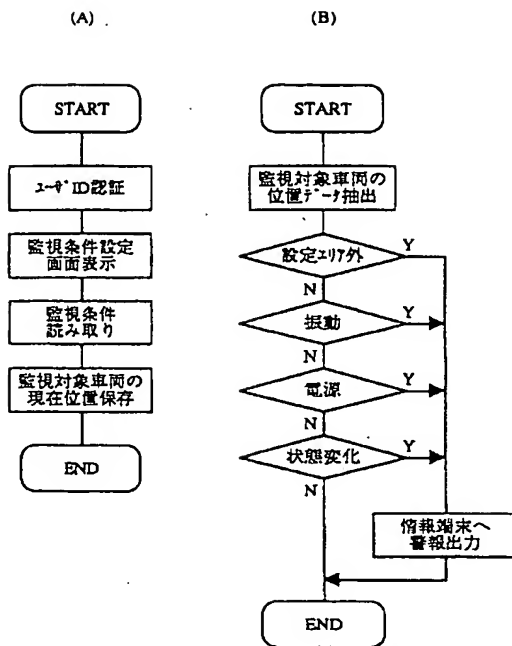 (A)
START
ﾕｰｻﾞID認証
監視条件設定
画面表示
監視条件
読み取り
監視対象車両の
現在位置保存
END
(B)
START
監視対象車両の
位置ﾃﾞｰﾀ抽出
設定ｴﾘｱ外
Y
N
振動
Y
N
電源
Y
N
状態変化
Y
N
情報端末へ
警報出力
END